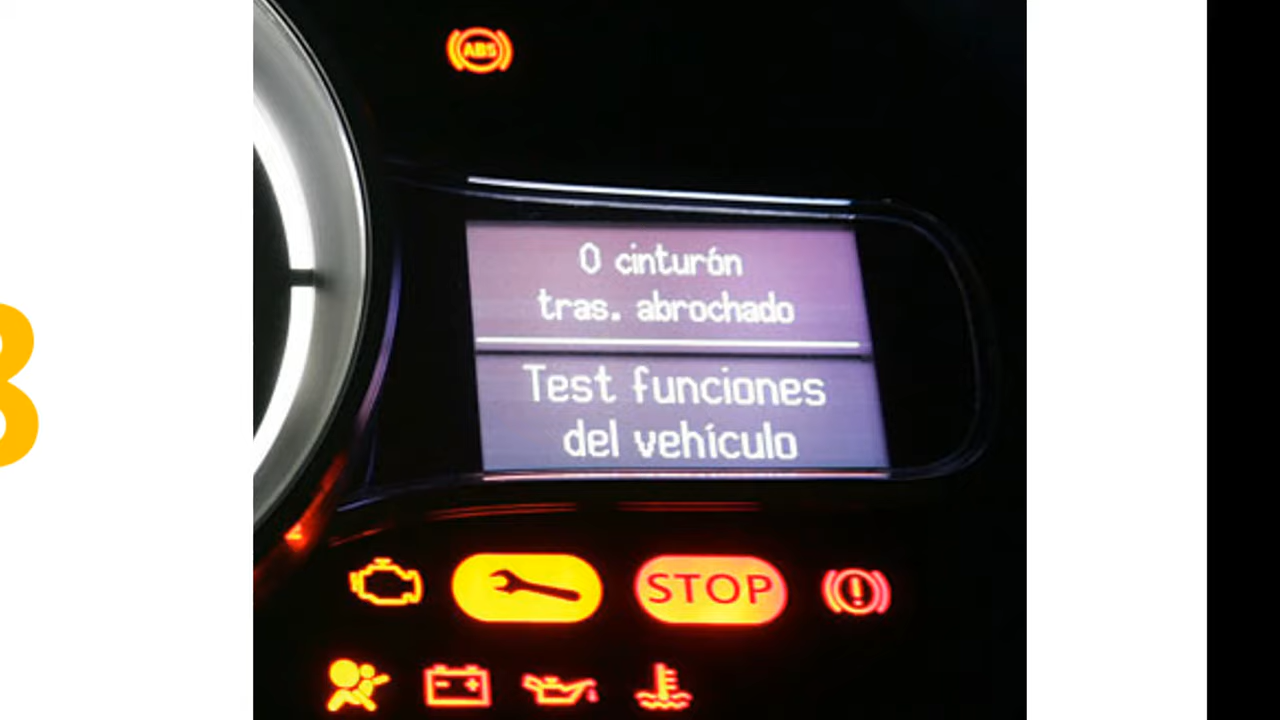 ABS
0 cinturón
tras. abrochado
Test funciones
del vehículo
STOP